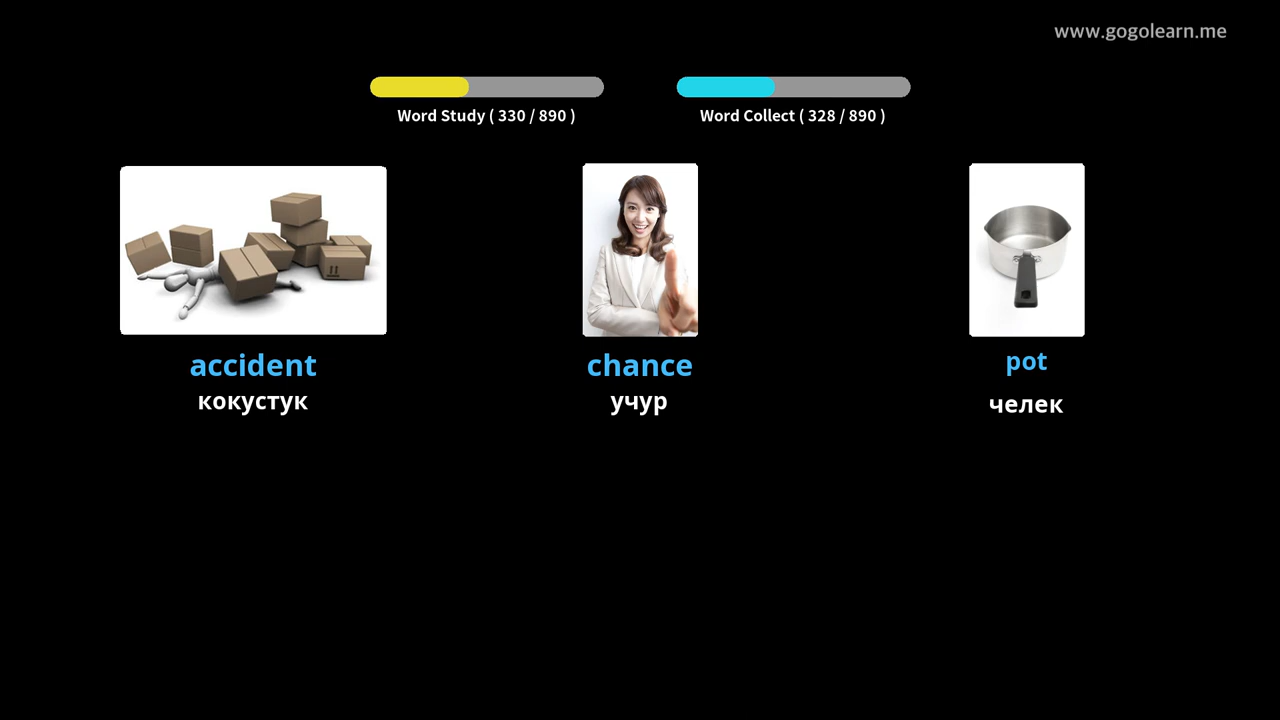 www.gogolearn.me
Word Study ( 330 / 890 )
Word Collect ( 328 / 890 )
accident
кокустук
chance
учур
pot
челек